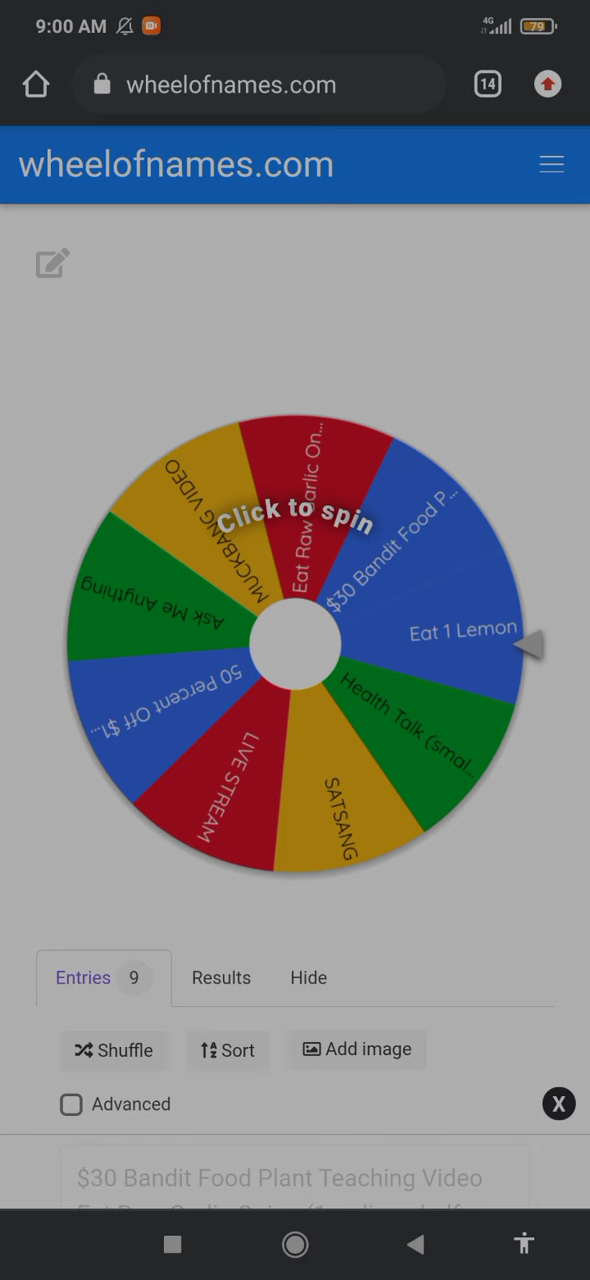 9:00 AM
4G
79
wheelofnames.com
14
wheelofnames.com
Eat Raw Garlic On...
$30 Bandit Food P...
Eat 1 Lemon
Health Talk (smal...
SATSANG
LIVE STREAM
50 Percent Off $1...
Ask Me Anything
MUCKBANG VIDEO
Click to spin
Entries 9
Results
Hide
Shuffle
Sort
Add image
Advanced
X
$30 Bandit Food Plant Teaching Video